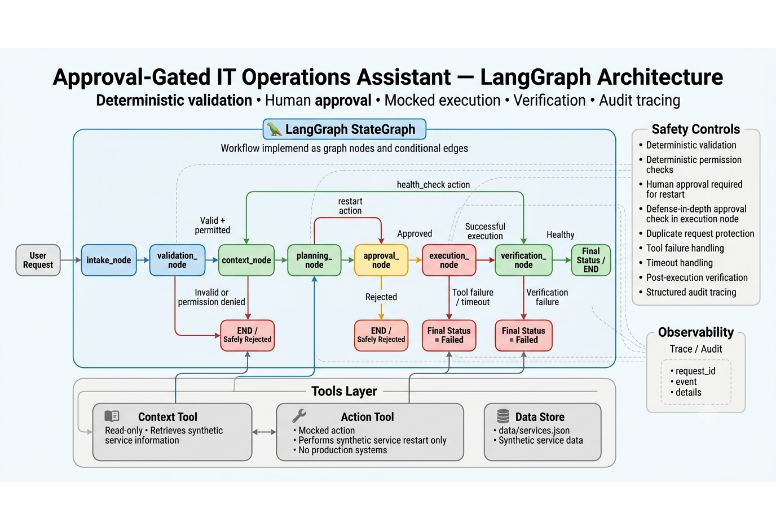 Approval-Gated IT Operations Assistant — LangGraph Architecture
Deterministic validation • Human approval • Mocked execution • Verification • Audit tracing
LangGraph StateGraph
Workflow implemend as graph nodes and conditional edges
health_check action
restart
action
Valid +
permitted
Approved
Successful
execution
Healthy
User
Request
intake_node
validation_
node
context_node
planning_
node
approval_
node
execution_
node
verification_
node
Final
Status /
END
Invalid or
permission denied
Rejected
Tool failure
/ timeout
Verification
failure
END /
Safely Rejected
END /
Safely Rejected
Final Status
= Failed
Final Status
= Failed
Tools Layer
Context Tool
Read-only • Retrieves synthetic
service information
Action Tool
• Mocked action
• Performs synthetic service restart only
• No production systems
Data Store
• data/services.json
• Synthetic service data
Safety Controls
• Deterministic validation
• Deterministic permission
checks
• Human approval required
for restart
• Defense-in-depth approval
check in execution node
• Duplicate request protection
• Tool failure handling
• Timeout handling
• Post-execution verification
• Structured audit tracing
Observability
Trace / Audit
• request_id
• event
• details